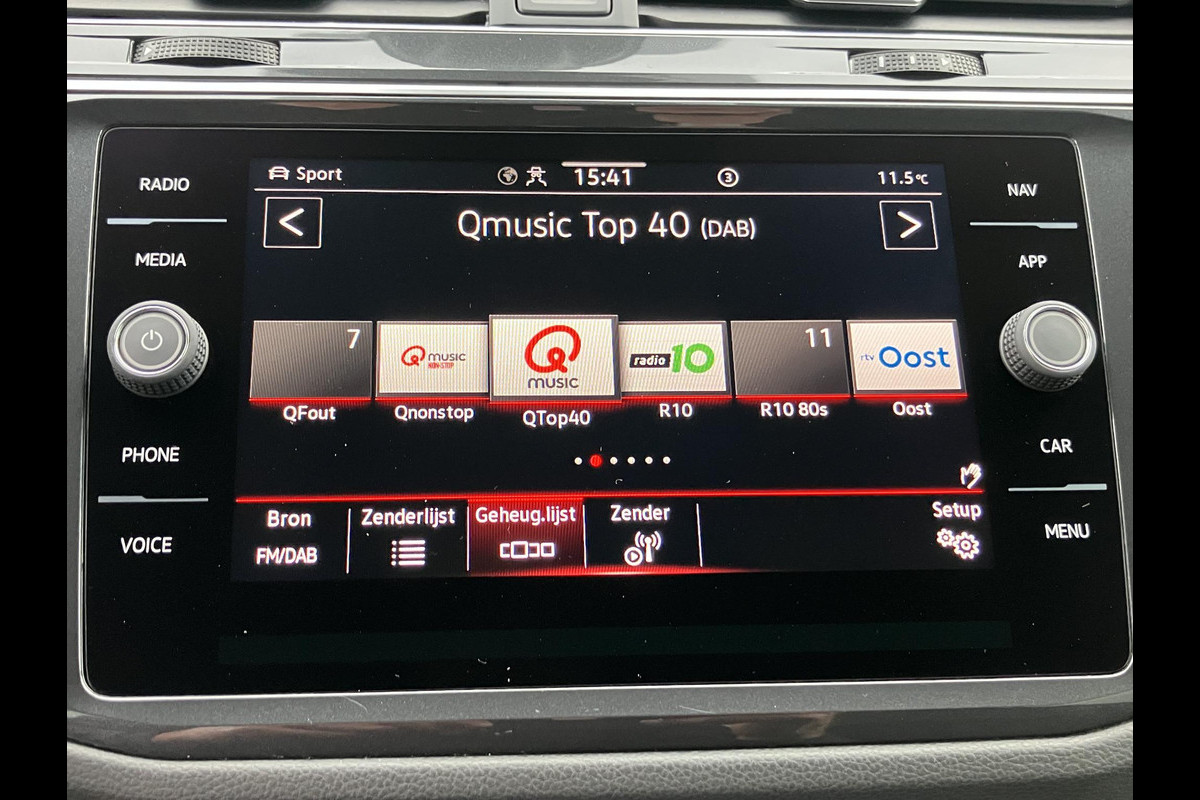 RADIO
MEDIA
PHONE
VOICE
Sport
15:41
3
11.5°C
Qmusic Top 40 (DAB)
7
Q music NON-STOP
Q
music
radio 10
11
rtv Oost
QFout
Qnonstop
QTop40
R10
R10 80s
Oost
Bron
FM/DAB
Zenderlijst
Geheug.lijst
Zender
Setup
NAV
APP
CAR
MENU